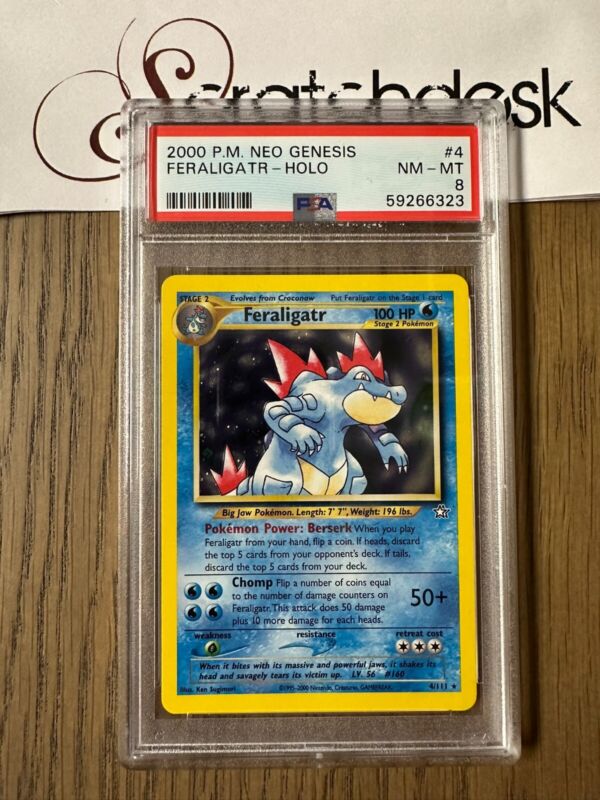 Scratchdesk
2000 P.M. NEO GENESIS #4
FERALIGATR - HOLO NM - MT
8
PSA 59266323
STAGE 2 Evolves from Croconaw Put Feraligatr on the Stage 1 card
Feraligatr 100 HP
Stage 2 Pokémon
Big Jaw Pokémon. Length: 7' 7", Weight: 196 lbs.
Pokémon Power: Berserk When you play
Feraligatr from your hand, flip a coin. If heads, discard
the top 5 cards from your opponent's deck. If tails,
discard the top 5 cards from your deck.
Chomp Flip a number of coins equal
to the number of damage counters on
Feraligatr. This attack does 50 damage
plus 10 more damage for each heads.
50+
weakness resistance retreat cost
When it bites with its massive and powerful jaws, it shakes its
head and savagely tears its victim up. LV. 56 #160
Illus. Ken Sugimori ©1995-2000 Nintendo, Creatures, GAMEFREAK. 4/111 ★